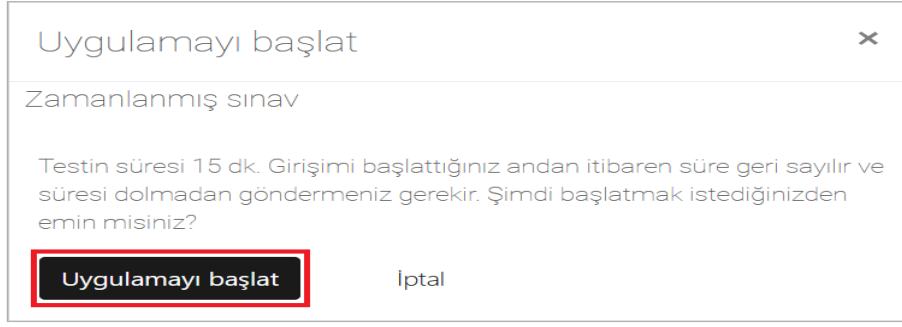 Uygulamayı başlat
×
Zamanlanmış sınav
Testin süresi 15 dk. Girişimi başlattığınız andan itibaren süre geri sayılır ve
süresi dolmadan göndermeniz gerekir. Şimdi başlatmak istediğinizden
emin misiniz?
Uygulamayı başlat İptal